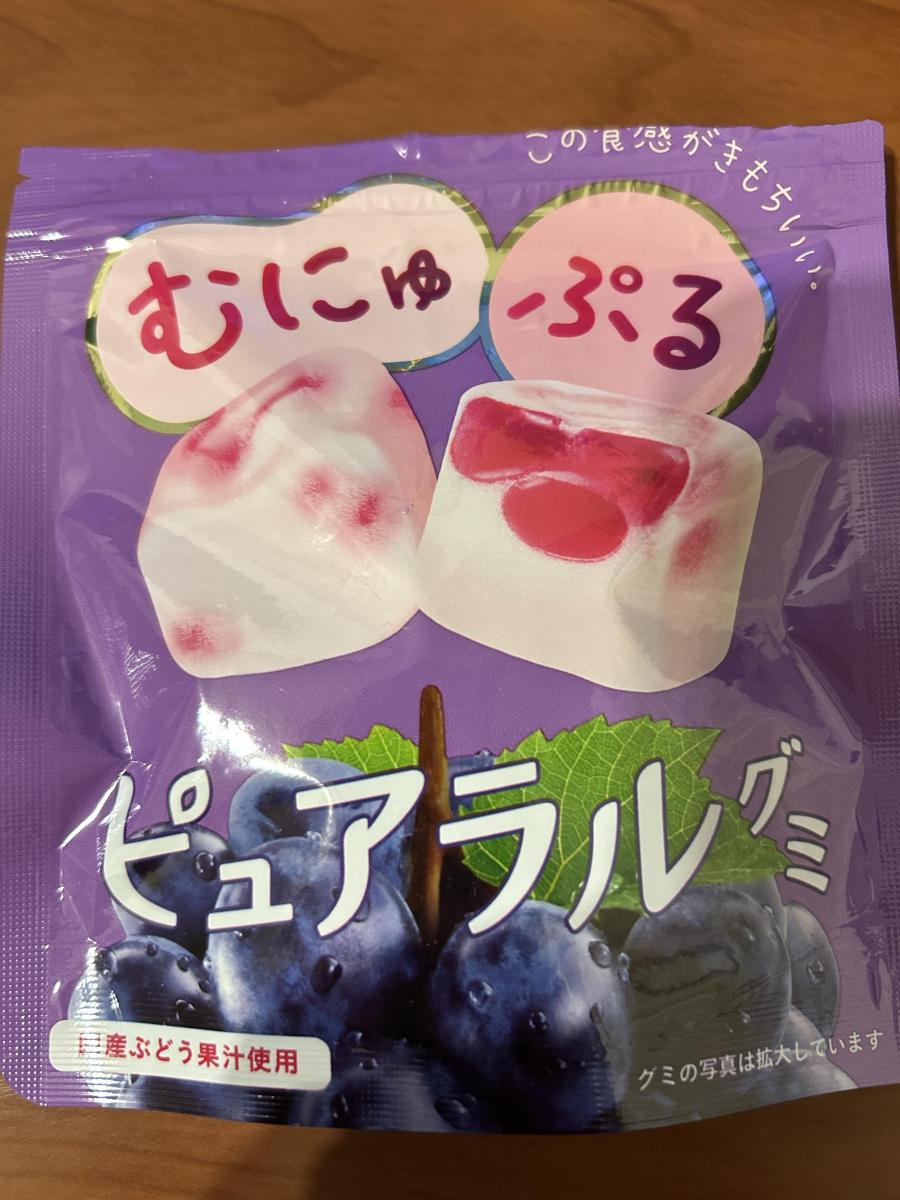 この食感がきもちいい。
むにゅ
ぷる
ピュアラルグミ
国産ぶどう果汁使用
グミの写真は拡大しています